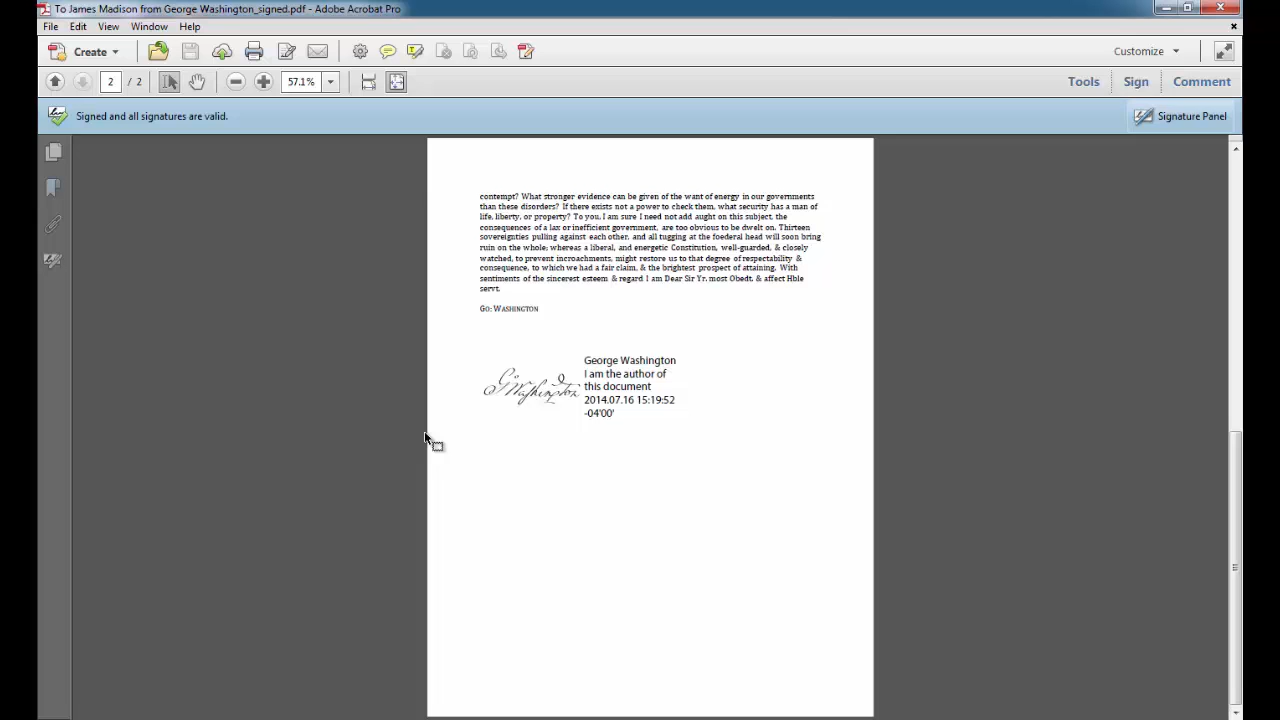 To James Madison from George Washington_signed.pdf - Adobe Acrobat Pro
File Edit View Window Help
Create Customize
2 / 2 57.1% Tools Sign Comment
Signed and all signatures are valid. Signature Panel
contempt? What stronger evidence can be given of the want of energy in our governments
than these disorders? If there exists not a power to check them, what security has a man of
life, liberty, or property? To you, I am sure I need not add aught on this subject, the
consequences of a lax or inefficient government, are too obvious to be dwelt on. Thirteen
sovereignties pulling against each other, and all tugging at the foederal head will soon bring
ruin on the whole; whereas a liberal, and energetic Constitution, well-guarded, & closely
watched, to prevent incroachments, might restore us to that degree of respectability &
consequence, to which we had a fair claim, & the brightest prospect of attaining. With
sentiments of the sincerest esteem & regard I am Dear Sir Yr. most Obedt. & affect Hble
servt.
GO: WASHINGTON
G Washington
George Washington
I am the author of
this document
2014.07.16 15:19:52
-04'00'